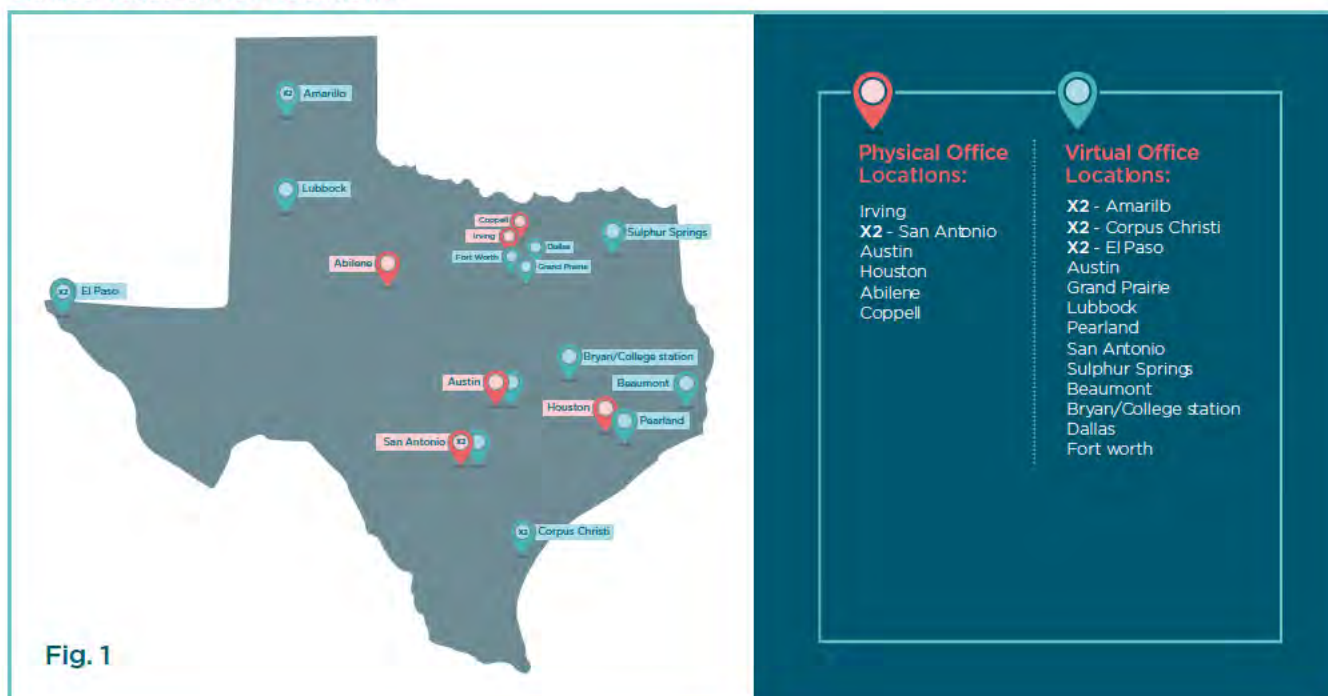 X2 Amarillo
Lubbock
Coppell
Irving
Dallas
Fort Worth
Grand Prairie
Sulphur Springs
Abilene
X2 El Paso
Bryan/College station
Austin
Beaumont
Houston
Pearland
San Antonio X2
X2 Corpus Christi
Fig. 1
Physical Office
Locations:
Irving
X2 - San Antonio
Austin
Houston
Abilene
Coppell
Virtual Office
Locations:
X2 - Amarilb
X2 - Corpus Christi
X2 - El Paso
Austin
Grand Prairie
Lubbock
Pearland
San Antonio
Sulphur Springs
Beaumont
Bryan/College station
Dallas
Fort worth